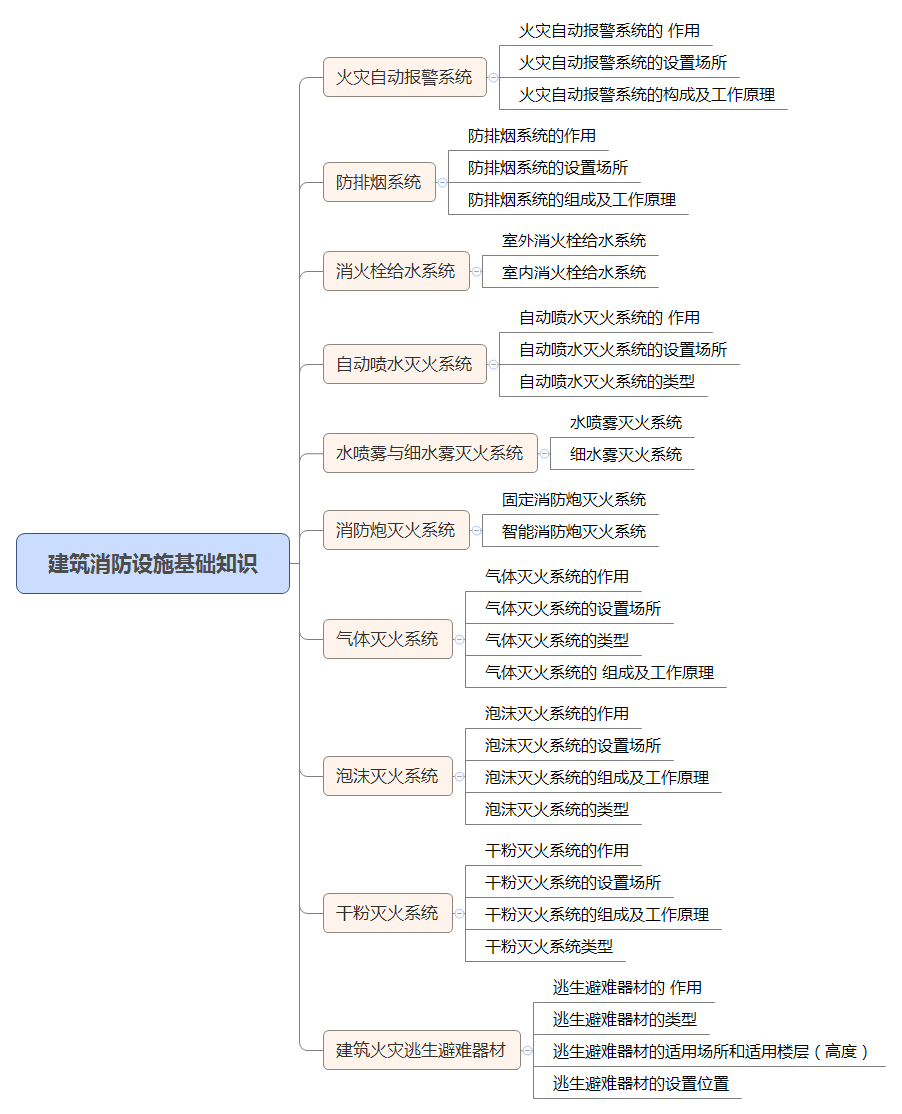 火灾自动报警系统的 作用
火灾自动报警系统
火灾自动报警系统的设置场所
火灾自动报警系统的构成及工作原理
防排烟系统的作用
防排烟系统
防排烟系统的设置场所
防排烟系统的组成及工作原理
室外消火栓给水系统
消火栓给水系统
室内消火栓给水系统
自动喷水灭火系统的 作用
自动喷水灭火系统
自动喷水灭火系统的设置场所
自动喷水灭火系统的类型
水喷雾灭火系统
水喷雾与细水雾灭火系统
细水雾灭火系统
固定消防炮灭火系统
消防炮灭火系统
智能消防炮灭火系统
建筑消防设施基础知识
气体灭火系统的作用
气体灭火系统的设置场所
气体灭火系统
气体灭火系统的类型
气体灭火系统的 组成及工作原理
泡沫灭火系统的作用
泡沫灭火系统的设置场所
泡沫灭火系统
泡沫灭火系统的组成及工作原理
泡沫灭火系统的类型
干粉灭火系统的作用
干粉灭火系统的设置场所
干粉灭火系统
干粉灭火系统的组成及工作原理
干粉灭火系统类型
逃生避难器材的 作用
逃生避难器材的类型
建筑火灾逃生避难器材
逃生避难器材的适用场所和适用楼层（高度）
逃生避难器材的设置位置